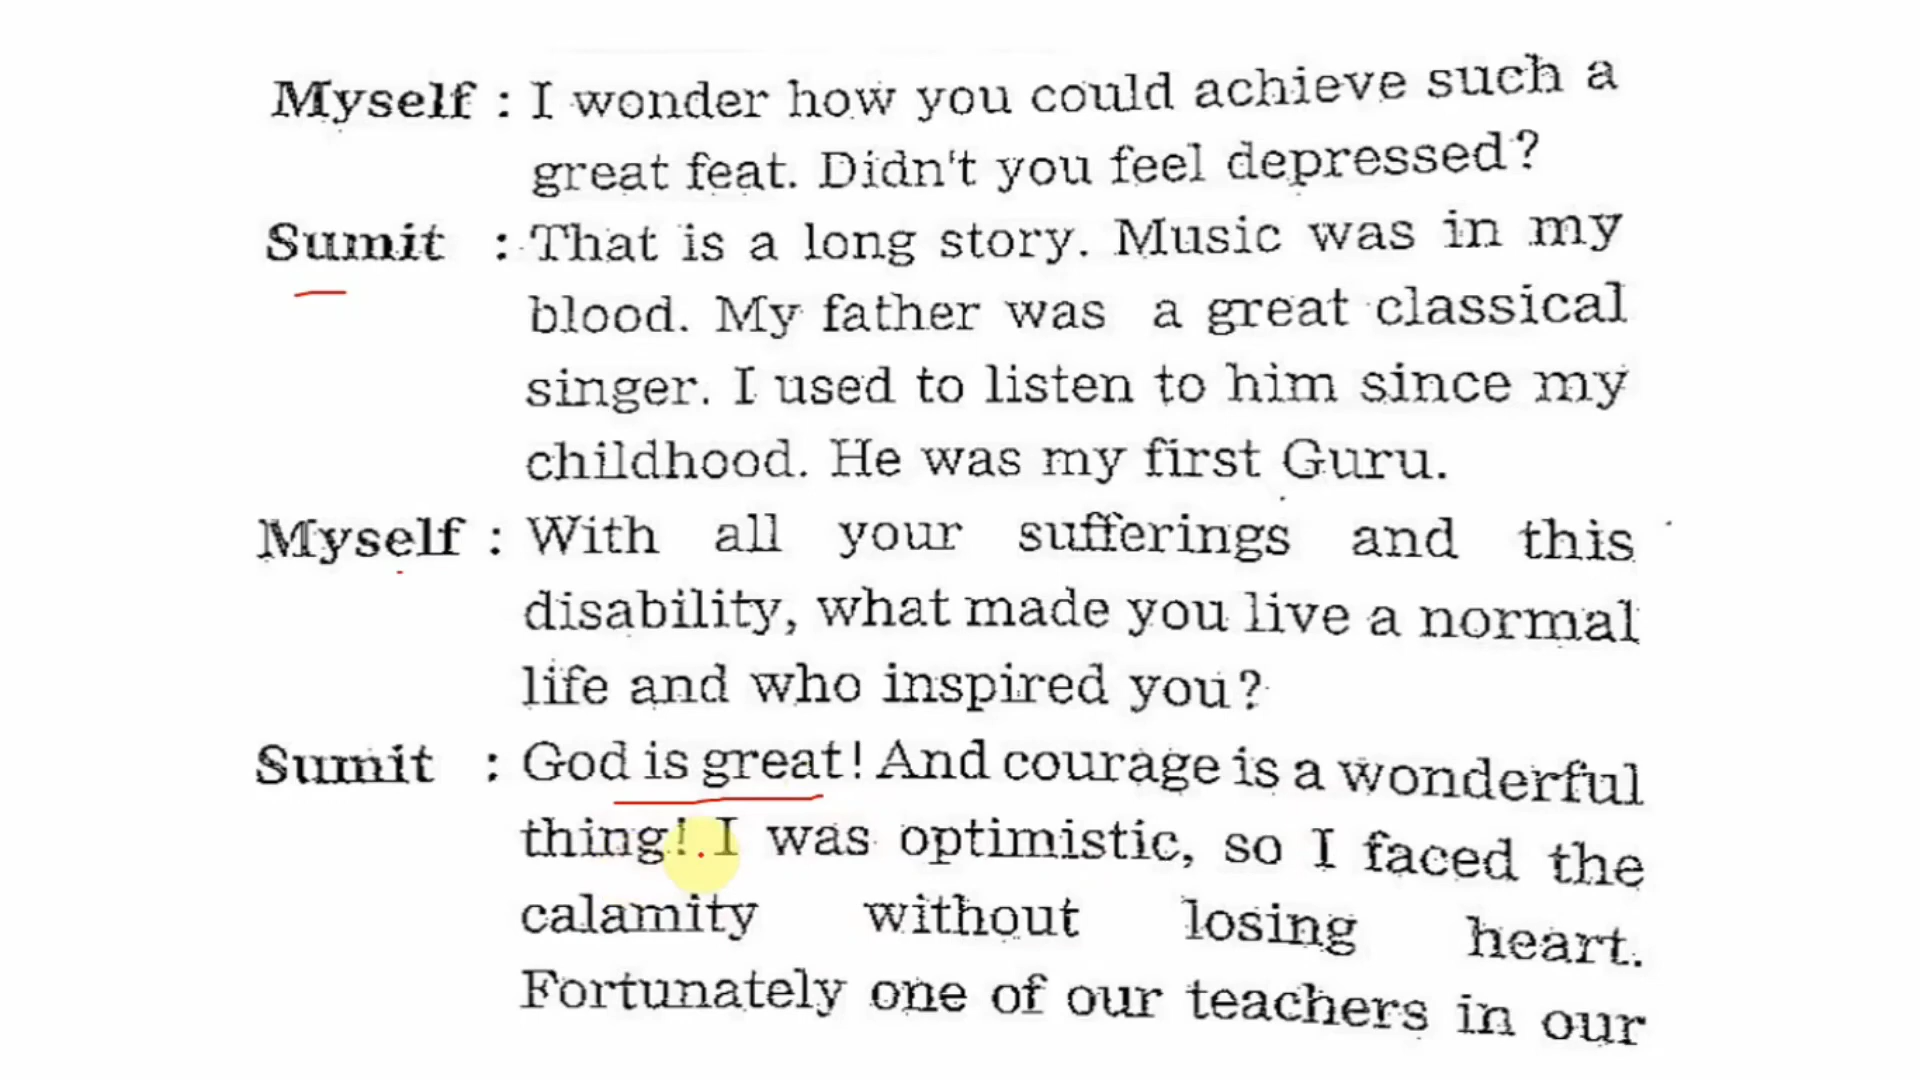 Myself : I wonder how you could achieve such a
great feat. Didn't you feel depressed?
Sumit : That is a long story. Music was in my
blood. My father was a great classical
singer. I used to listen to him since my
childhood. He was my first Guru.
Myself : With all your sufferings and this
disability, what made you live a normal
life and who inspired you?
Sumit : God is great! And courage is a wonderful
thing! I was optimistic, so I faced the
calamity without losing heart.
Fortunately one of our teachers in our